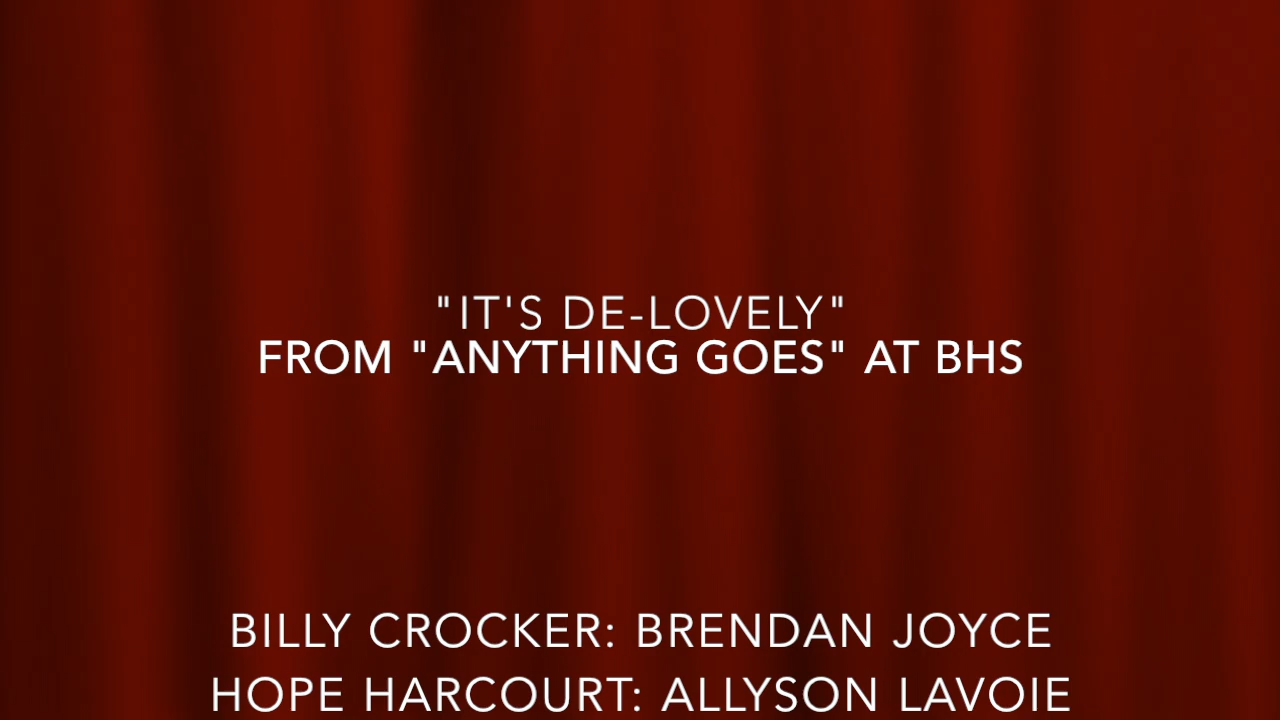 "IT'S DE-LOVELY"
FROM "ANYTHING GOES" AT BHS
BILLY CROCKER: BRENDAN JOYCE
HOPE HARCOURT: ALLYSON LAVOIE